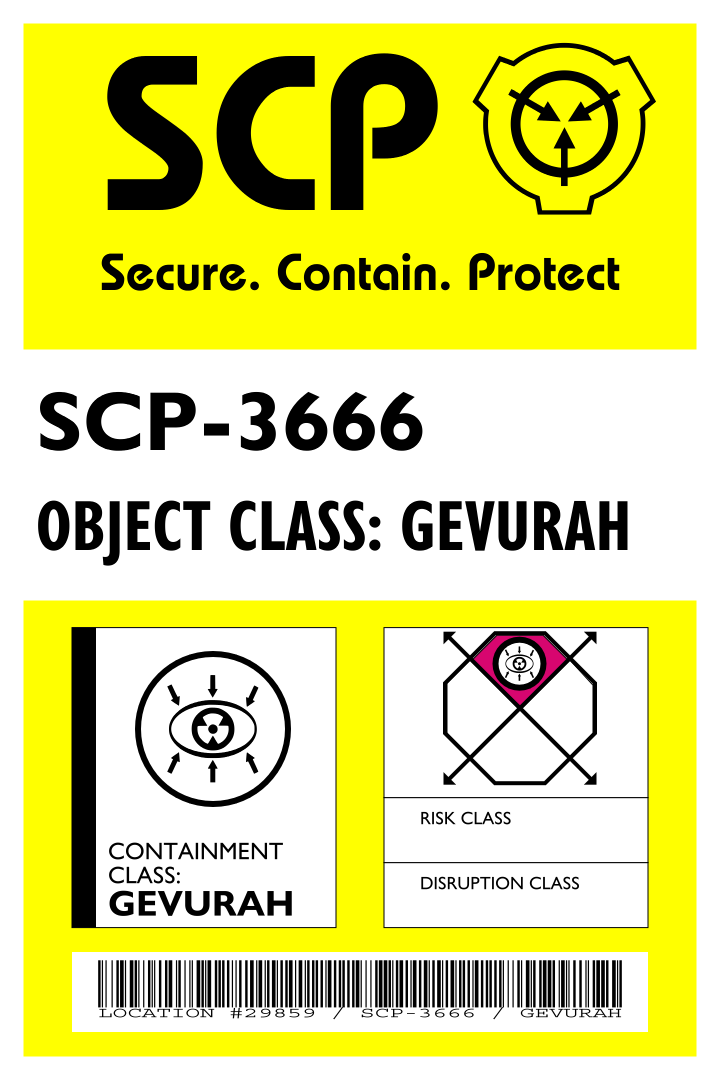 SCP
Secure. Contain. Protect
SCP-3666
OBJECT CLASS: GEVURAH
CONTAINMENT
CLASS:
GEVURAH
RISK CLASS
DISRUPTION CLASS
LOCATION #29859 / SCP-3666 / GEVURAH